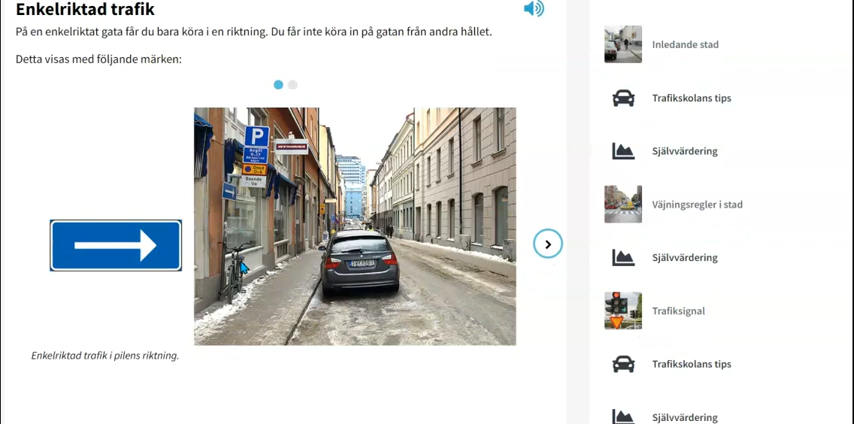 Enkelriktad trafik
På en enkelriktat gata får du bara köra i en riktning. Du får inte köra in på gatan från andra hållet.
Detta visas med följande märken:
P
Enkelriktad trafik i pilens riktning.
Inledande stad
Trafikskolans tips
Självvärdering
Väjningsregler i stad
Självvärdering
Trafiksignal
Trafikskolans tips
Självvärdering